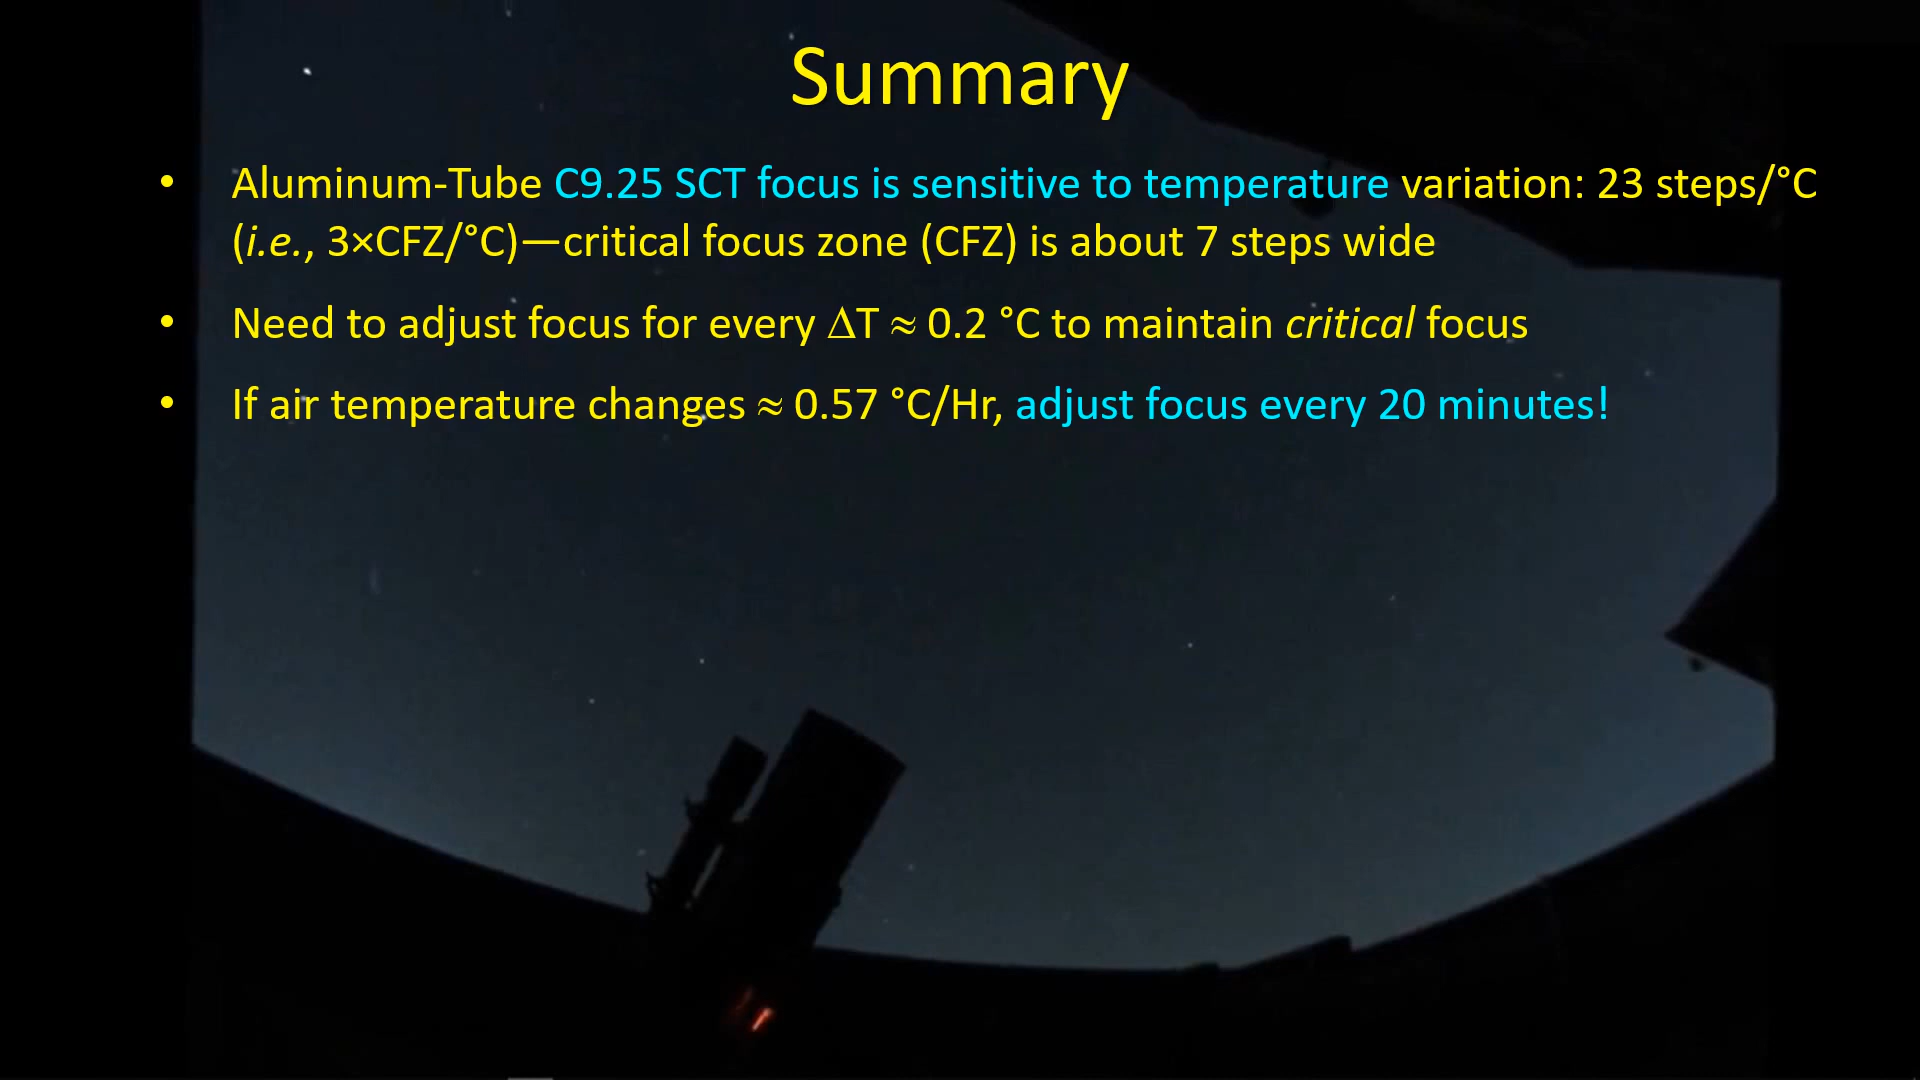 Summary
• Aluminum-Tube C9.25 SCT focus is sensitive to temperature variation: 23 steps/°C
(i.e., 3×CFZ/°C)—critical focus zone (CFZ) is about 7 steps wide
• Need to adjust focus for every ΔT ≈ 0.2 °C to maintain critical focus
• If air temperature changes ≈ 0.57 °C/Hr, adjust focus every 20 minutes!